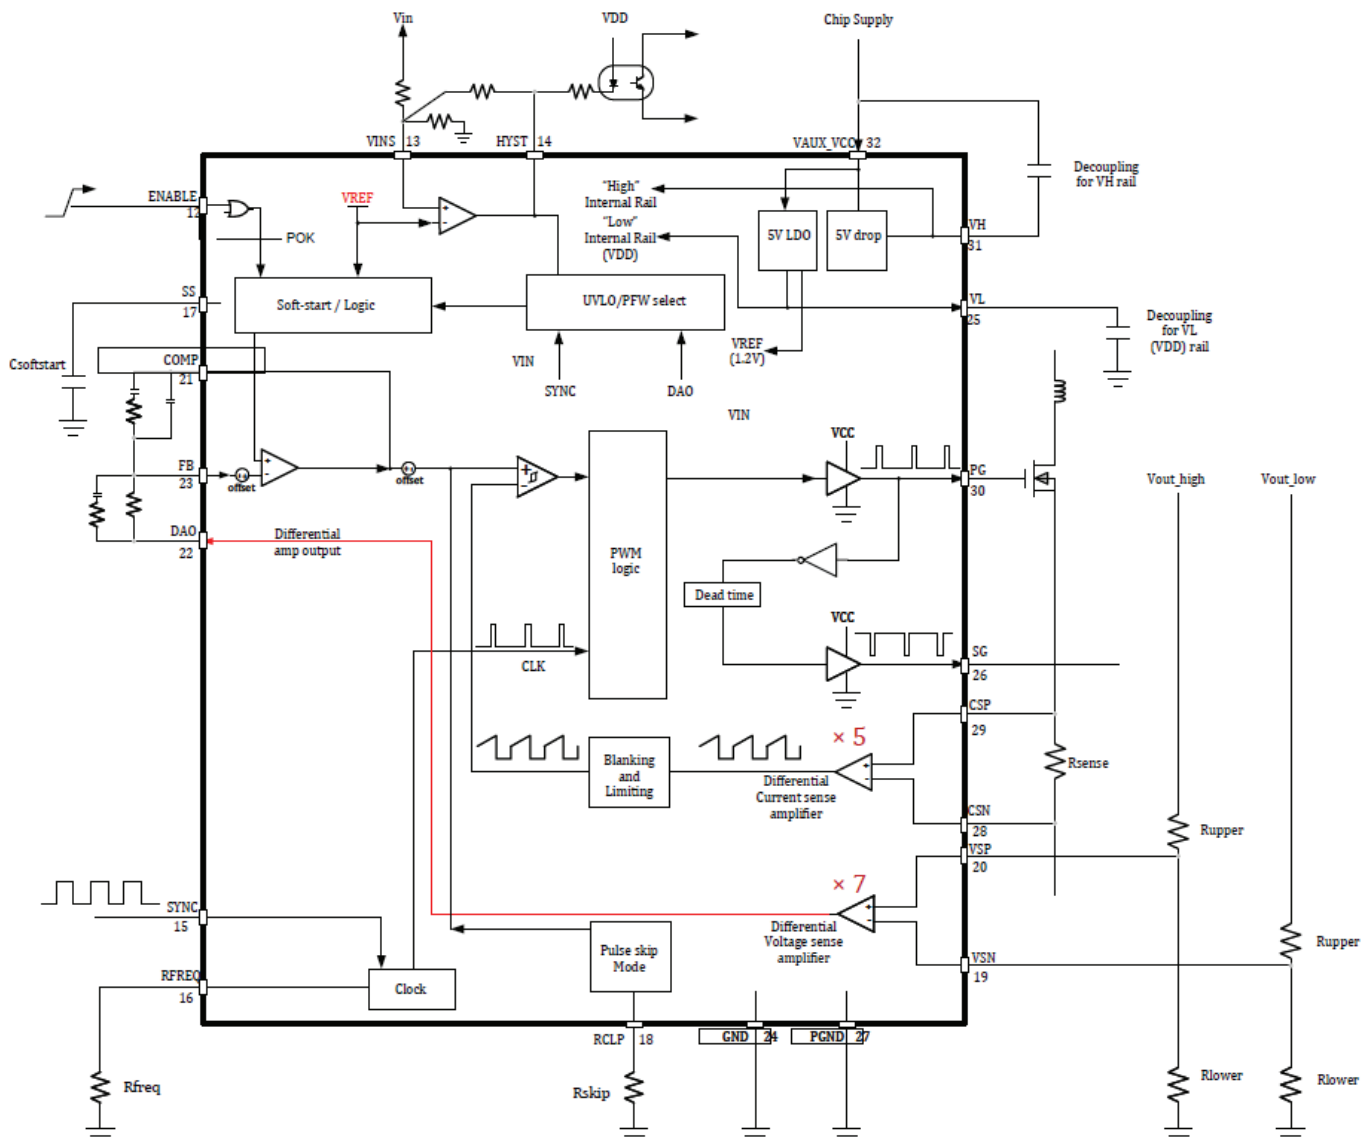 Vin
VDD
Chip Supply
VINS 13
HYST 14
VAUX_VCC 32
Decoupling
for VH rail
ENABLE
12
VREF
POK
"High"
Internal Rail
"Low"
Internal Rail
(VDD)
5V LDO
5V drop
VH
31
SS
17
Soft-start / Logic
UVLO/PFW select
VL
25
Decoupling
for VL
(VDD) rail
VREF
(1.2V)
VIN
SYNC
DAO
Csoftstart
COMP
21
VIN
VCC
FB
23
offset
offset
PG
30
Vout_high
Vout_low
DAO
22
Differential
amp output
PWM
logic
Dead time
VCC
CLK
SG
26
CSP
29
× 5
Blanking
and
Limiting
Differential
Current sense
amplifier
Rsense
CSN
28
Rupper
VSP
20
× 7
SYNC
15
Differential
Voltage sense
amplifier
Pulse skip
Mode
Rupper
VSN
19
RFREQ
16
Clock
RCLP 18
GND 24
PGND 27
Rfreq
Rskip
Rlower
Rlower